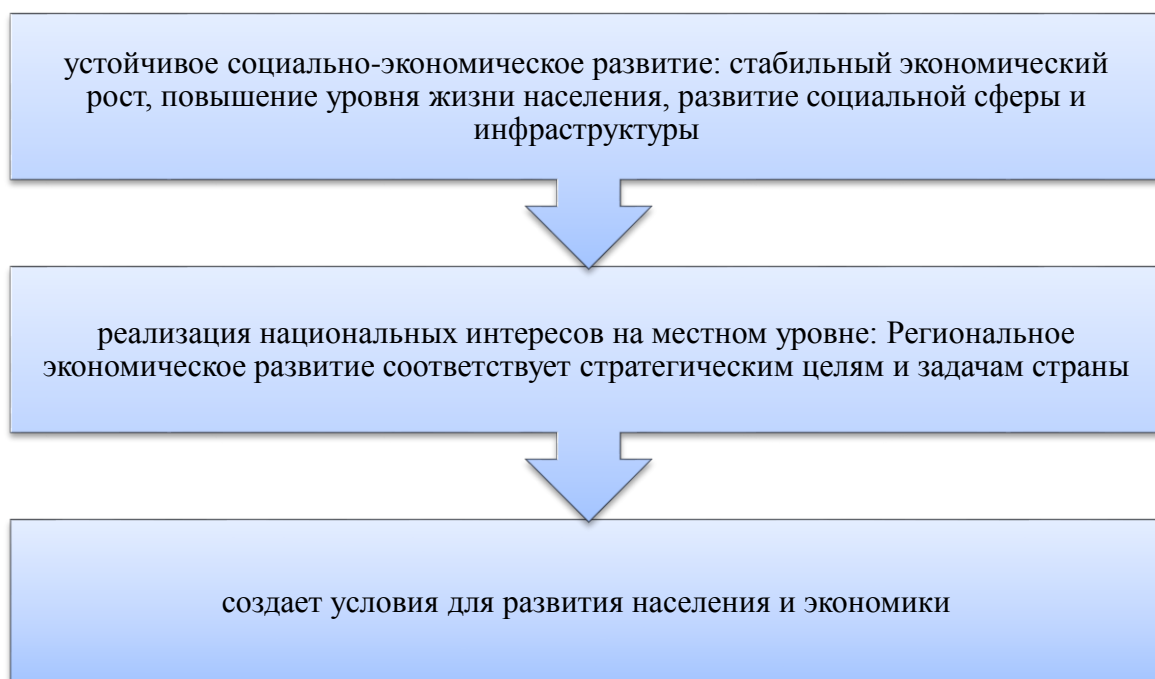 устойчивое социально-экономическое развитие: стабильный экономический
рост, повышение уровня жизни населения, развитие социальной сферы и
инфраструктуры
реализация национальных интересов на местном уровне: Региональное
экономическое развитие соответствует стратегическим целям и задачам страны
создает условия для развития населения и экономики